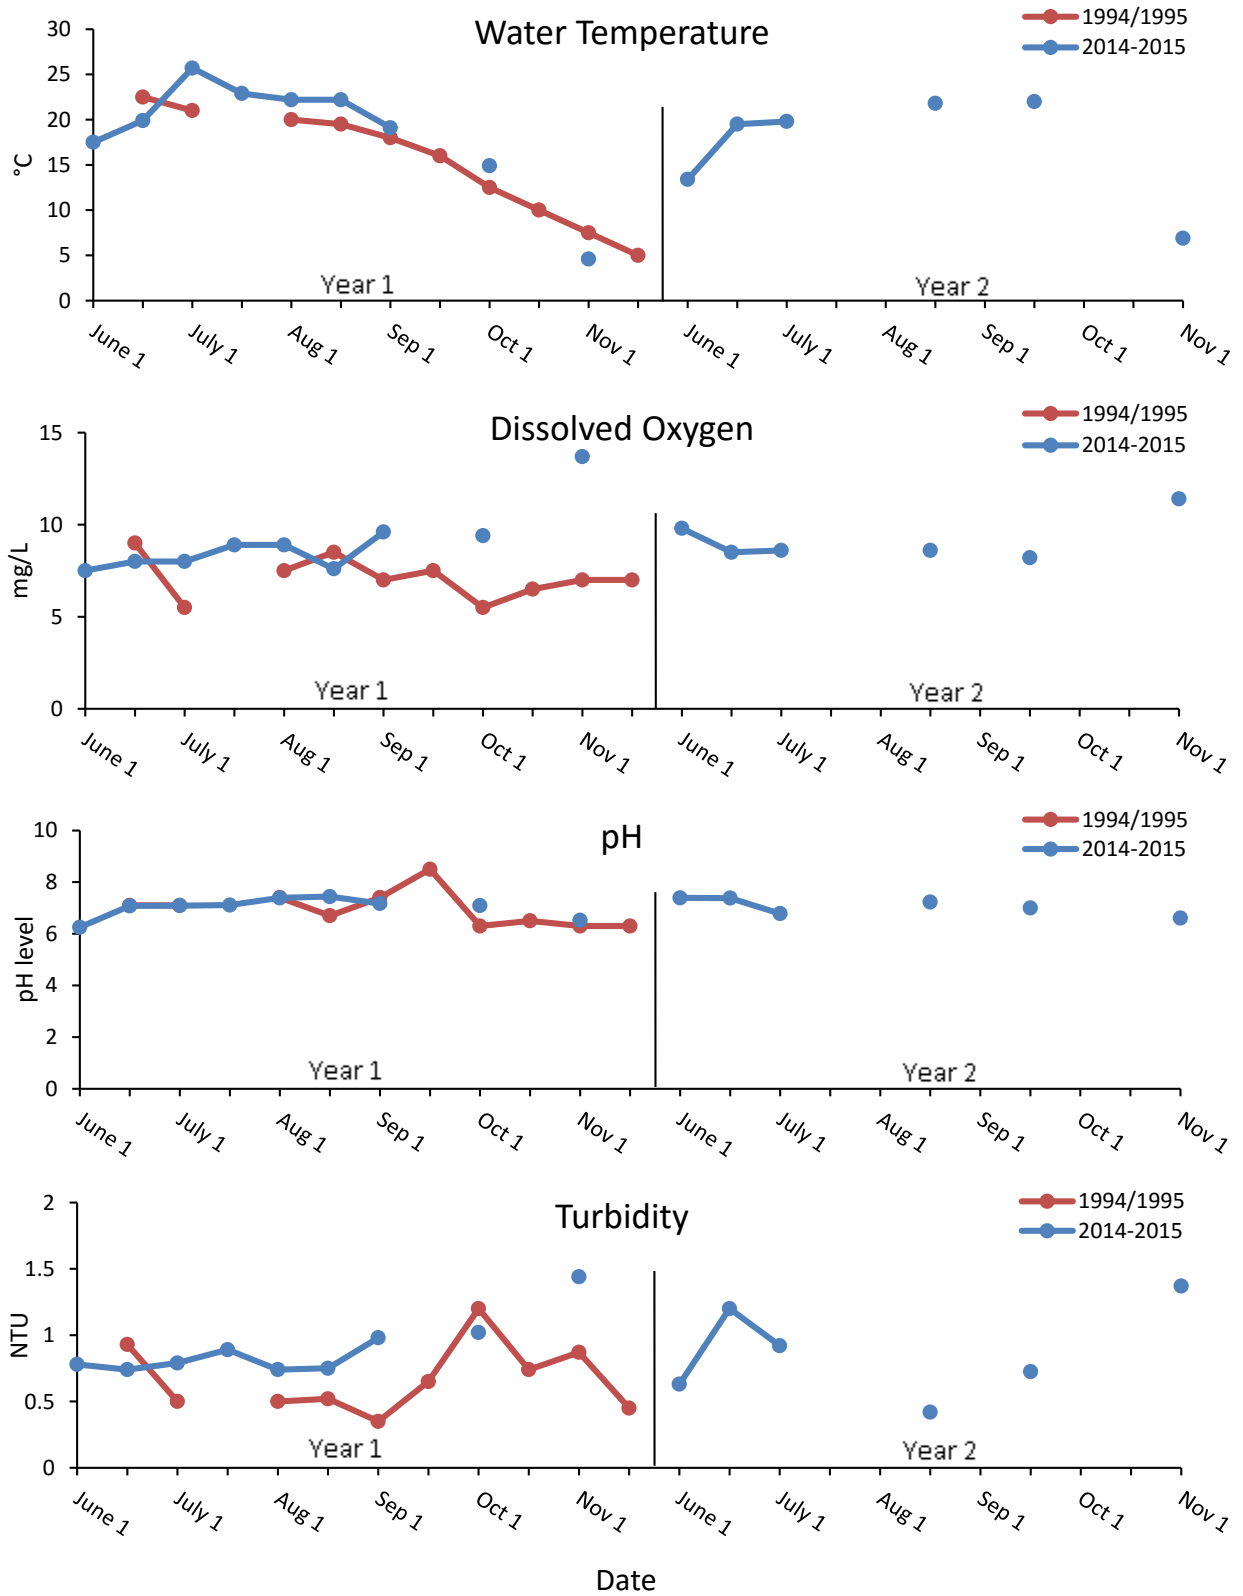 Water Temperature
1994/1995
2014-2015
30
25
20
15
10
5
0
°C
Year 1
Year 2
June 1
July 1
Aug 1
Sep 1
Oct 1
Nov 1
June 1
July 1
Aug 1
Sep 1
Oct 1
Nov 1
Dissolved Oxygen
1994/1995
2014-2015
15
10
5
0
mg/L
Year 1
Year 2
June 1
July 1
Aug 1
Sep 1
Oct 1
Nov 1
June 1
July 1
Aug 1
Sep 1
Oct 1
Nov 1
pH
1994/1995
2014-2015
10
8
6
4
2
0
pH level
Year 1
Year 2
June 1
July 1
Aug 1
Sep 1
Oct 1
Nov 1
June 1
July 1
Aug 1
Sep 1
Oct 1
Nov 1
Turbidity
1994/1995
2014-2015
2
1.5
1
0.5
0
NTU
Year 1
Year 2
June 1
July 1
Aug 1
Sep 1
Oct 1
Nov 1
June 1
July 1
Aug 1
Sep 1
Oct 1
Nov 1
Date